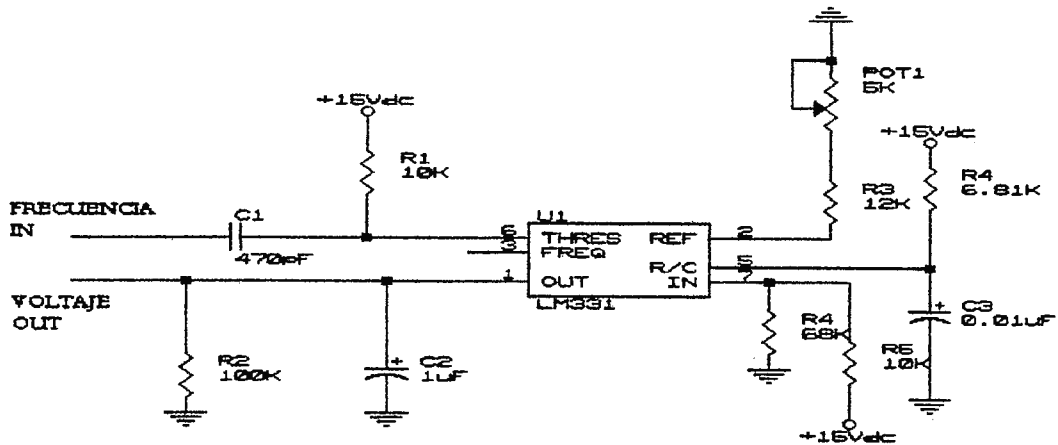 POT1
5K
+15Vdc
+15Vdc
R1
10K
R4
6.81K
R3
12K
FRECUENCIA
IN
C1
470pF
U1
6
THRES
REF
2
FREQ
R/C
5
1
OUT
IN
7
LM331
VOLTAJE
OUT
R4
68K
+
C3
0.01uF
R2
100K
+
C2
1uF
R5
10K
+15Vdc